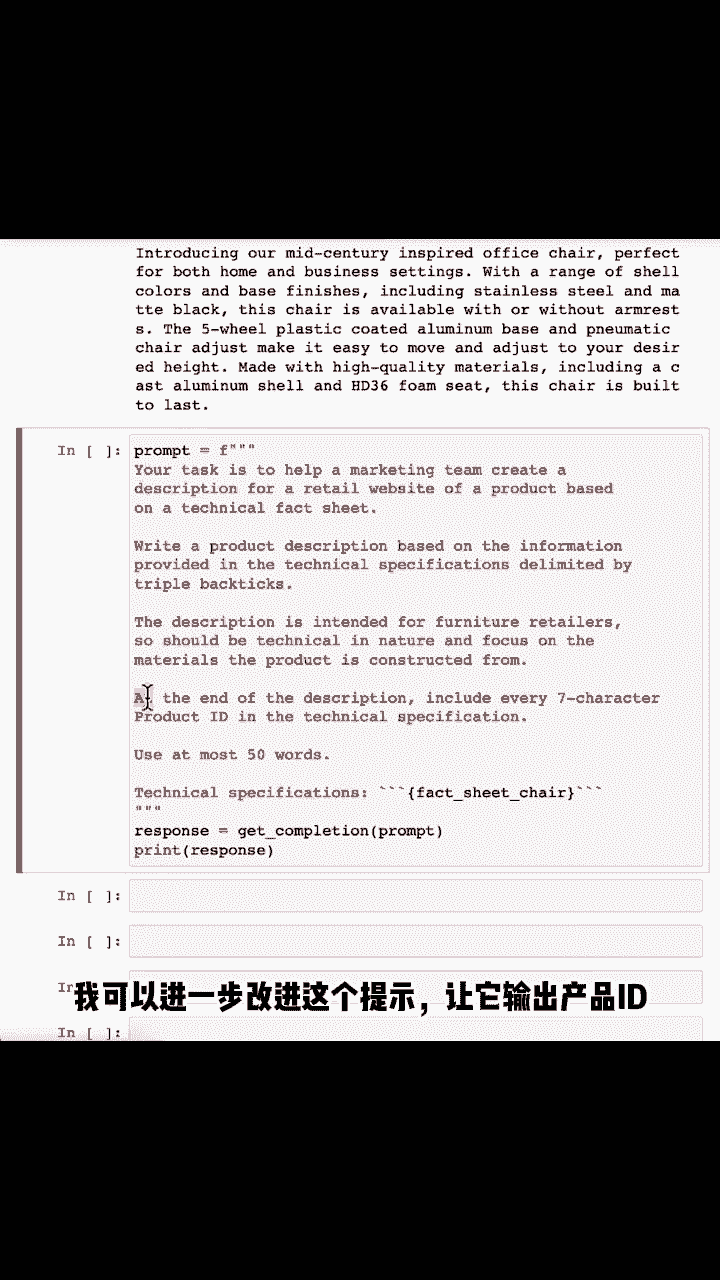 Introducing our mid-century inspired office chair, perfect
for both home and business settings. With a range of shell
colors and base finishes, including stainless steel and ma
tte black, this chair is available with or without armrest
s. The 5-wheel plastic coated aluminum base and pneumatic
chair adjust make it easy to move and adjust to your desir
ed height. Made with high-quality materials, including a c
ast aluminum shell and HD36 foam seat, this chair is built
to last.
In [ ]: prompt = f"""
Your task is to help a marketing team create a
description for a retail website of a product based
on a technical fact sheet.
Write a product description based on the information
provided in the technical specifications delimited by
triple backticks.
The description is intended for furniture retailers,
so should be technical in nature and focus on the
materials the product is constructed from.
At the end of the description, include every 7-character
Product ID in the technical specification.
Use at most 50 words.
Technical specifications: ```{fact_sheet_chair}```
"""
response = get_completion(prompt)
print(response)
In [ ]:
In [ ]:
In
我可以进一步改进这个提示，让它输出产品ID
In [ ]: